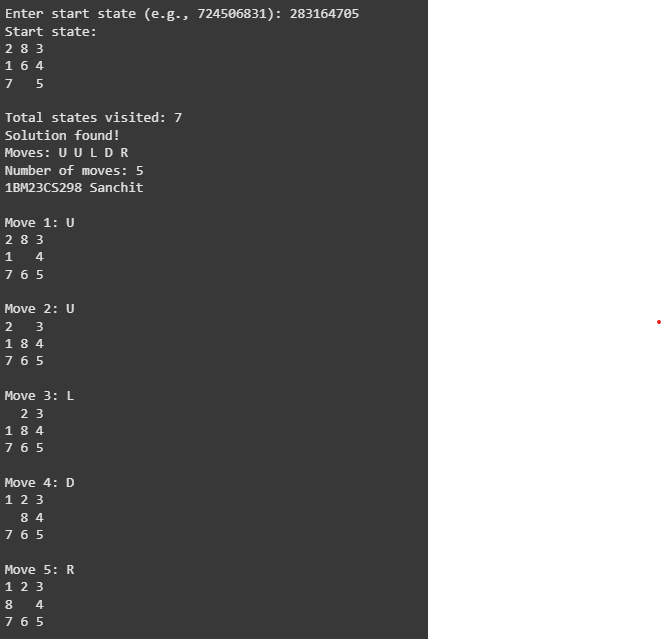 Enter start state (e.g., 724506831): 283164705
Start state:
2 8 3
1 6 4
7   5
Total states visited: 7
Solution found!
Moves: U U L D R
Number of moves: 5
1BM23CS298 Sanchit
Move 1: U
2 8 3
1   4
7 6 5
Move 2: U
2   3
1 8 4
7 6 5
Move 3: L
  2 3
1 8 4
7 6 5
Move 4: D
1 2 3
  8 4
7 6 5
Move 5: R
1 2 3
8   4
7 6 5